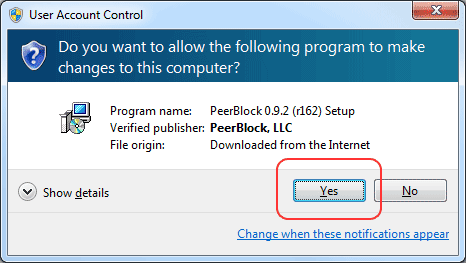 User Account Control
Do you want to allow the following program to make
changes to this computer?
Program name: PeerBlock 0.9.2 (r162) Setup
Verified publisher: PeerBlock, LLC
File origin: Downloaded from the Internet
Show details
Yes
No
Change when these notifications appear